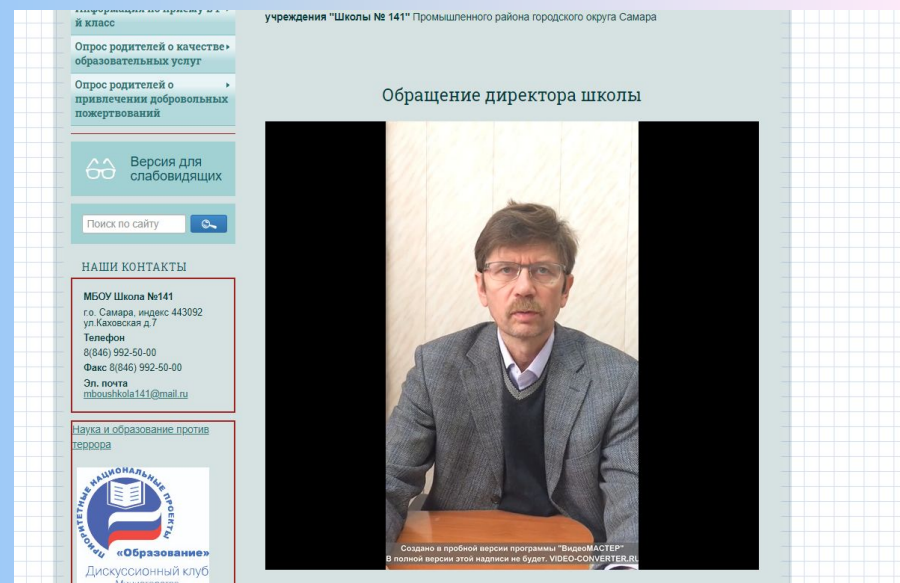 й класс
Опрос родителей о качестве
образовательных услуг
Опрос родителей о
привлечении добровольных
пожертвований
Версия для
слабовидящих
Поиск по сайту
НАШИ КОНТАКТЫ
МБОУ Школа №141
г.о. Самара, индекс 443092
ул.Каховская д.7
Телефон
8(846) 992-50-00
Факс 8(846) 992-50-00
Эл. почта
mboushkola141@mail.ru
Наука и образование против
террора
ПРИОРИТЕТНЫЕ НАЦИОНАЛЬНЫЕ ПРОЕКТЫ
«Образование»
Дискуссионный клуб
учреждения "Школы № 141" Промышленного района городского округа Самара
Обращение директора школы
Создано в пробной версии программы "ВидеоМАСТЕР"
В полной версии этой надписи не будет. VIDEO-CONVERTER.RU